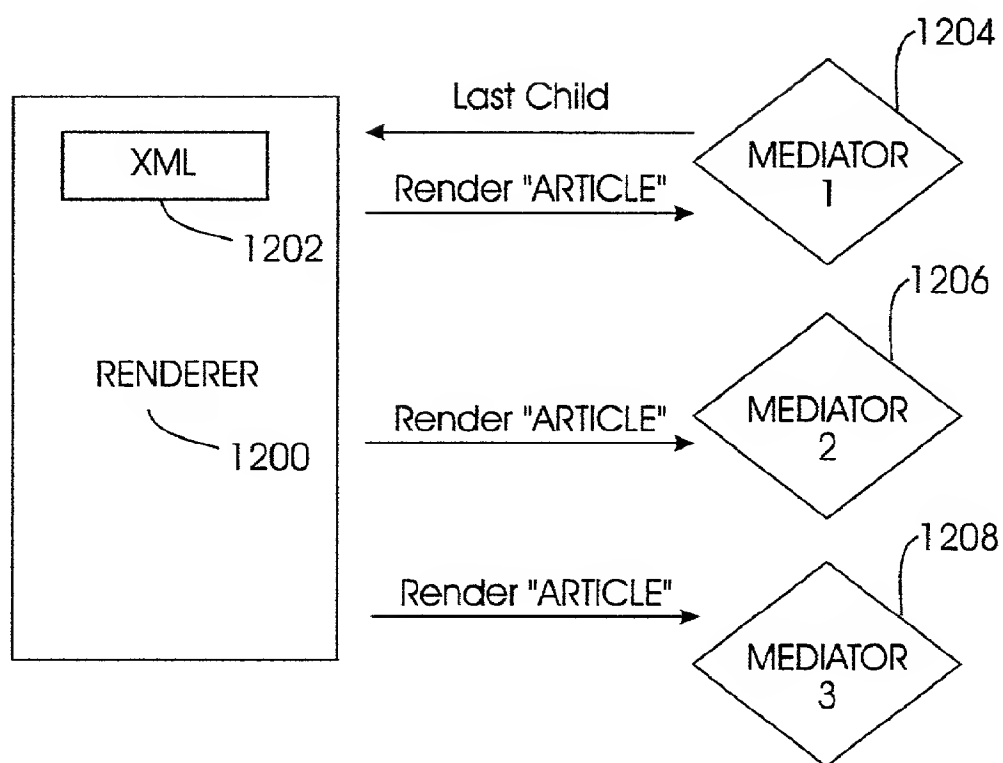 1204
Last Child
XML
MEDIATOR
1
Render "ARTICLE"
1202
1206
RENDERER
MEDIATOR
2
Render "ARTICLE"
1200
1208
Render "ARTICLE"
MEDIATOR
3